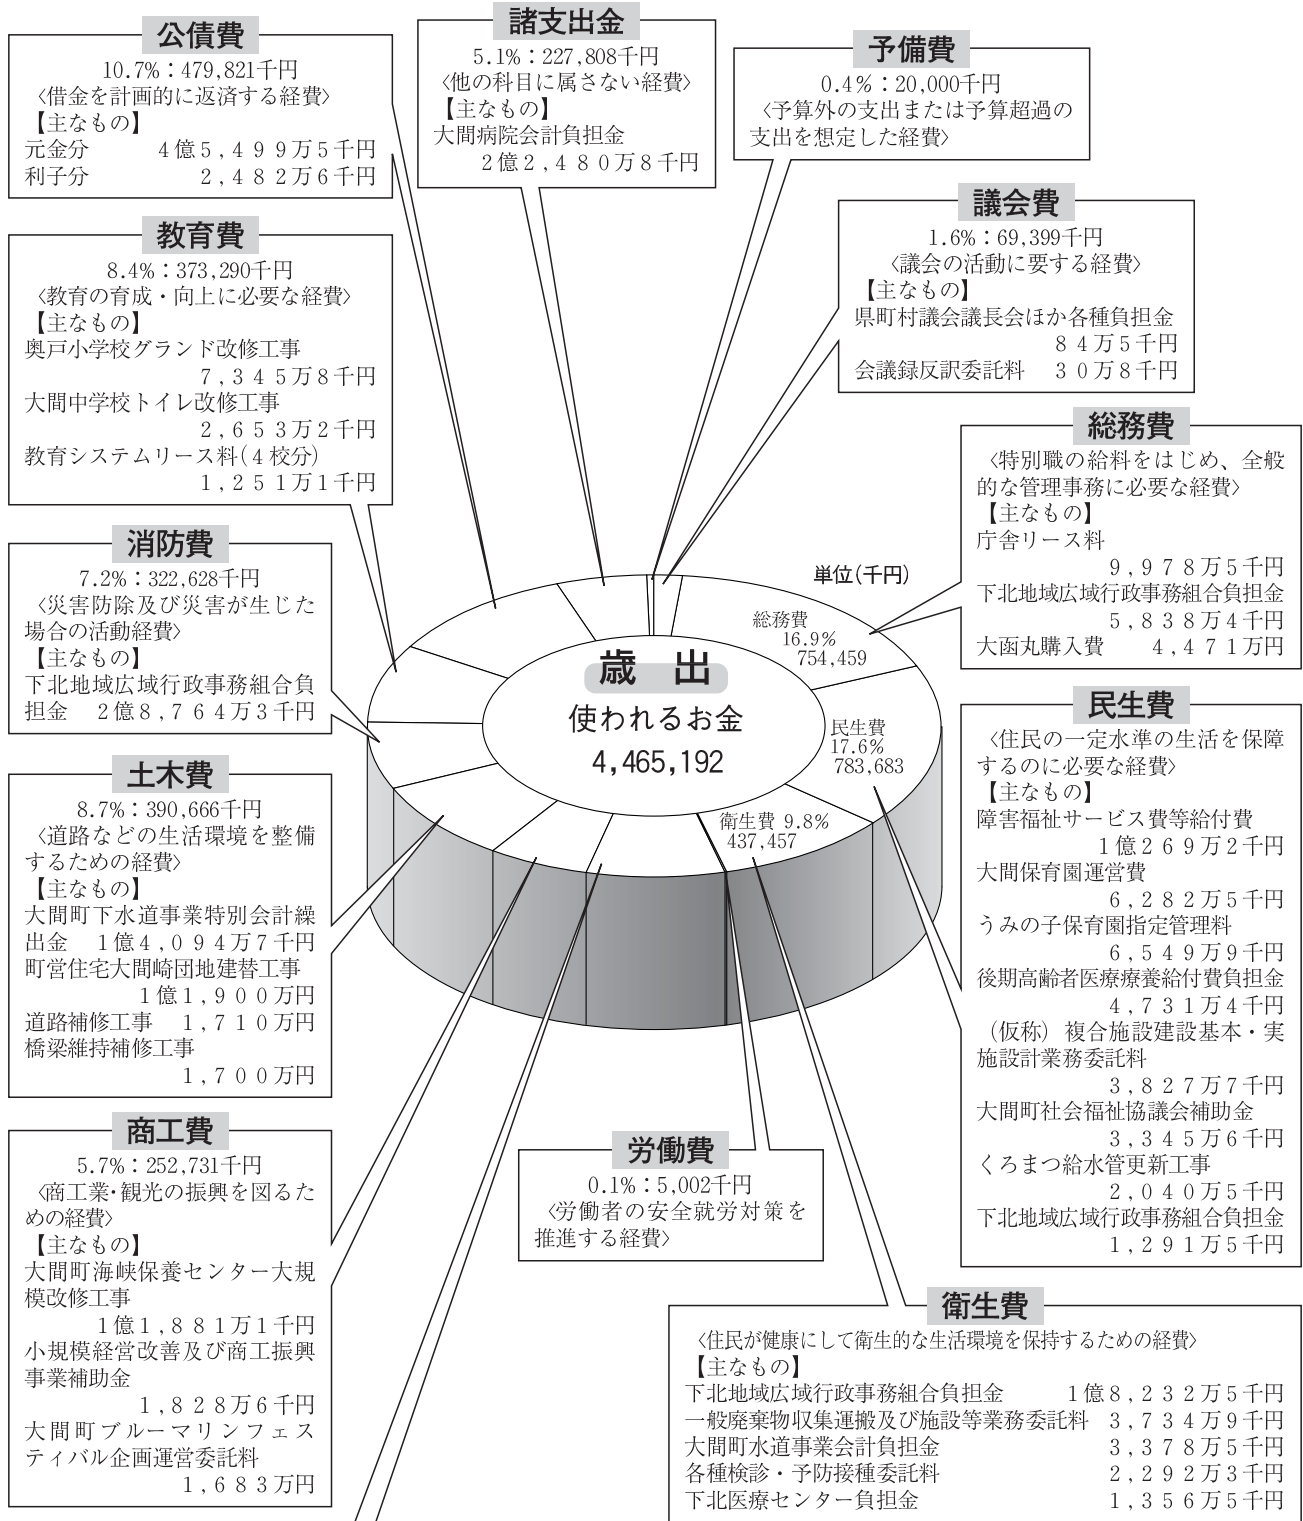 公債費
10.7%：479,821千円
〈借金を計画的に返済する経費〉
【主なもの】
元金分　4億5,499万5千円
利子分　2,482万6千円
諸支出金
5.1%：227,808千円
〈他の科目に属さない経費〉
【主なもの】
大間病院会計負担金
2億2,480万8千円
予備費
0.4%：20,000千円
〈予算外の支出または予算超過の
支出を想定した経費〉
議会費
1.6%：69,399千円
〈議会の活動に要する経費〉
【主なもの】
県町村議会議長会ほか各種負担金
84万5千円
会議録反訳委託料　30万8千円
教育費
8.4%：373,290千円
〈教育の育成・向上に必要な経費〉
【主なもの】
奥戸小学校グランド改修工事
7,345万8千円
大間中学校トイレ改修工事
2,653万2千円
教育システムリース料(4校分)
1,251万1千円
総務費
〈特別職の給料をはじめ、全般
的な管理事務に必要な経費〉
【主なもの】
庁舎リース料
9,978万5千円
下北地域広域行政事務組合負担金
5,838万4千円
大函丸購入費　4,471万円
消防費
7.2%：322,628千円
〈災害防除及び災害が生じた
場合の活動経費〉
【主なもの】
下北地域広域行政事務組合負
担金　2億8,764万3千円
単位(千円)
総務費
16.9%
754,459
歳　出
使われるお金
4,465,192
民生費
17.6%
783,683
衛生費 9.8%
437,457
土木費
8.7%：390,666千円
〈道路などの生活環境を整備
するための経費〉
【主なもの】
大間町下水道事業特別会計繰
出金　1億4,094万7千円
町営住宅大間崎団地建替工事
1億1,900万円
道路補修工事　1,710万円
橋梁維持補修工事
1,700万円
民生費
〈住民の一定水準の生活を保障
するのに必要な経費〉
【主なもの】
障害福祉サービス費等給付費
1億269万2千円
大間保育園運営費
6,282万5千円
うみの子保育園指定管理料
6,549万9千円
後期高齢者医療療養給付費負担金
4,731万4千円
（仮称）複合施設建設基本・実
施設計業務委託料
3,827万7千円
大間町社会福祉協議会補助金
3,345万6千円
くろまつ給水管更新工事
2,040万5千円
下北地域広域行政事務組合負担金
1,291万5千円
商工費
5.7%：252,731千円
〈商工業・観光の振興を図るた
めの経費〉
【主なもの】
大間町海峡保養センター大規
模改修工事
1億1,881万1千円
小規模経営改善及び商工振興
事業補助金
1,828万6千円
大間町ブルーマリンフェス
ティバル企画運営委託料
1,683万円
労働費
0.1%：5,002千円
〈労働者の安全就労対策を
推進する経費〉
衛生費
〈住民が健康にして衛生的な生活環境を保持するための経費〉
【主なもの】
下北地域広域行政事務組合負担金　1億8,232万5千円
一般廃棄物収集運搬及び施設等業務委託料　3,734万9千円
大間町水道事業会計負担金　3,378万5千円
各種検診・予防接種委託料　2,292万3千円
下北医療センター負担金　1,356万5千円